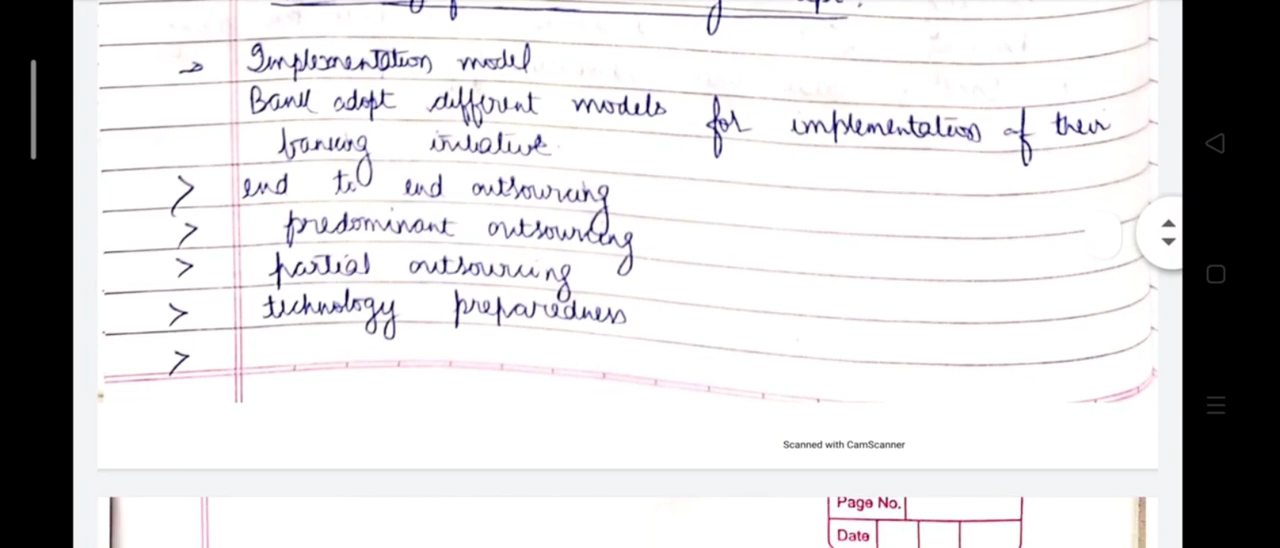 → Implementation model
Bank adopt different models for implementation of their
banking initiative.
> end to end outsourcing
> predominant outsourcing
> partial outsourcing
> technology preparedness
>
Scanned with CamScanner
Page No.
Date